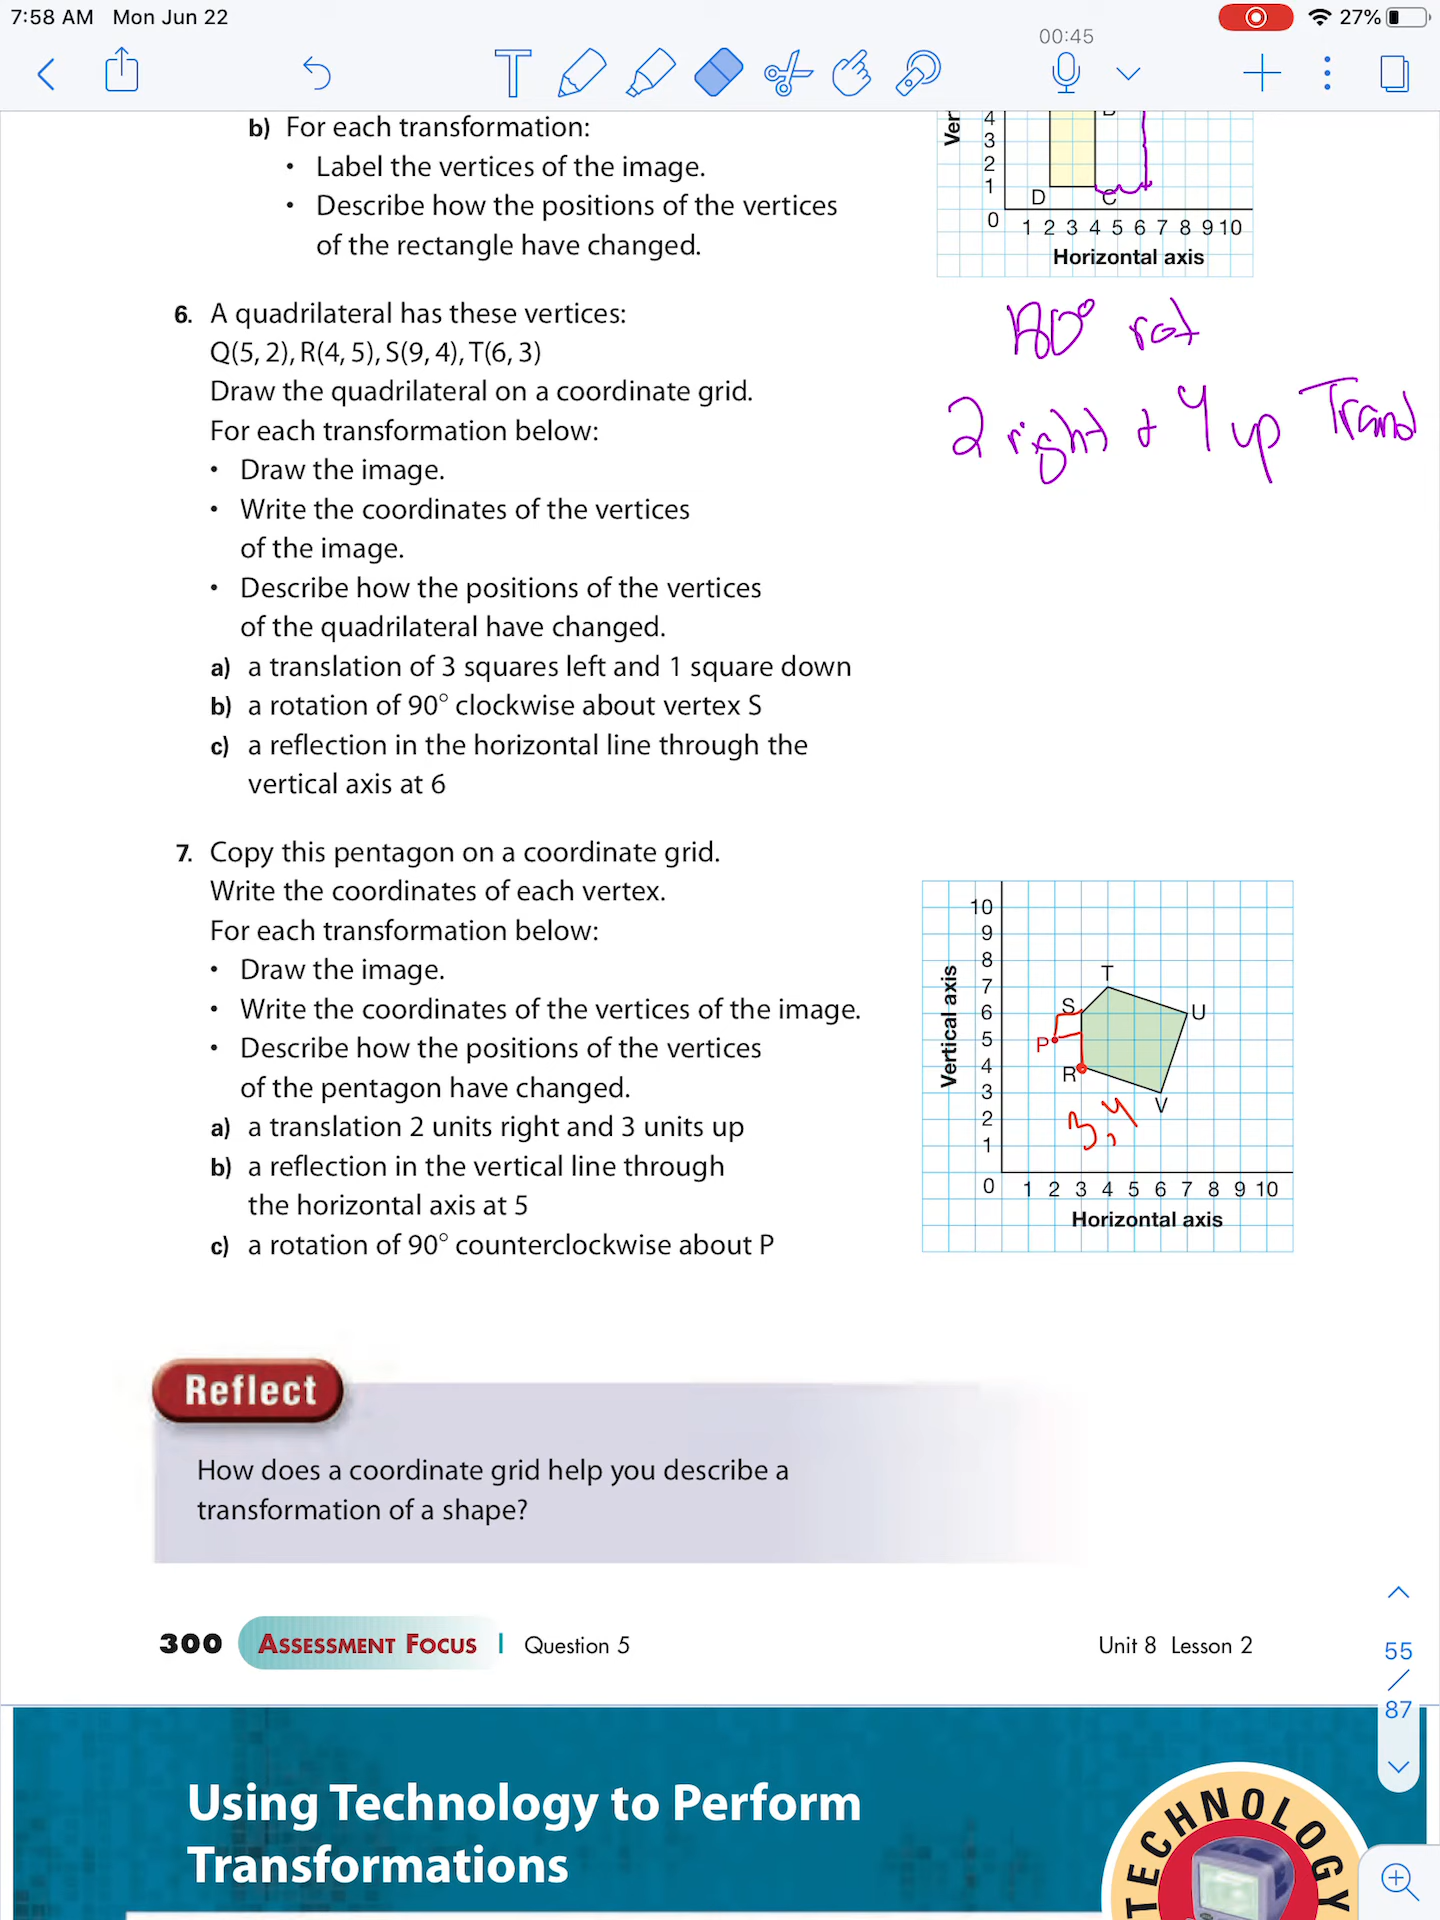 7:58 AM Mon Jun 22
27%
00:45
b) For each transformation:
• Label the vertices of the image.
• Describe how the positions of the vertices
of the rectangle have changed.
4
3
2
1
D
C
0 1 2 3 4 5 6 7 8 9 10
Horizontal axis
180° rot
2 right & 4 up
6. A quadrilateral has these vertices:
Q(5, 2), R(4, 5), S(9, 4), T(6, 3)
Draw the quadrilateral on a coordinate grid.
For each transformation below:
• Draw the image.
• Write the coordinates of the vertices
of the image.
• Describe how the positions of the vertices
of the quadrilateral have changed.
a) a translation of 3 squares left and 1 square down
b) a rotation of 90° clockwise about vertex S
c) a reflection in the horizontal line through the
vertical axis at 6
7. Copy this pentagon on a coordinate grid.
Write the coordinates of each vertex.
For each transformation below:
• Draw the image.
• Write the coordinates of the vertices of the image.
• Describe how the positions of the vertices
of the pentagon have changed.
a) a translation 2 units right and 3 units up
b) a reflection in the vertical line through
the horizontal axis at 5
c) a rotation of 90° counterclockwise about P
Vertical axis
10
9
8
7
6
5
4
3
2
1
T
S
U
P
R
V
3,4
0 1 2 3 4 5 6 7 8 9 10
Horizontal axis
Reflect
How does a coordinate grid help you describe a
transformation of a shape?
300 ASSESSMENT FOCUS | Question 5
Unit 8 Lesson 2
55
/
87
Using Technology to Perform
Transformations
TECHNOLOGY